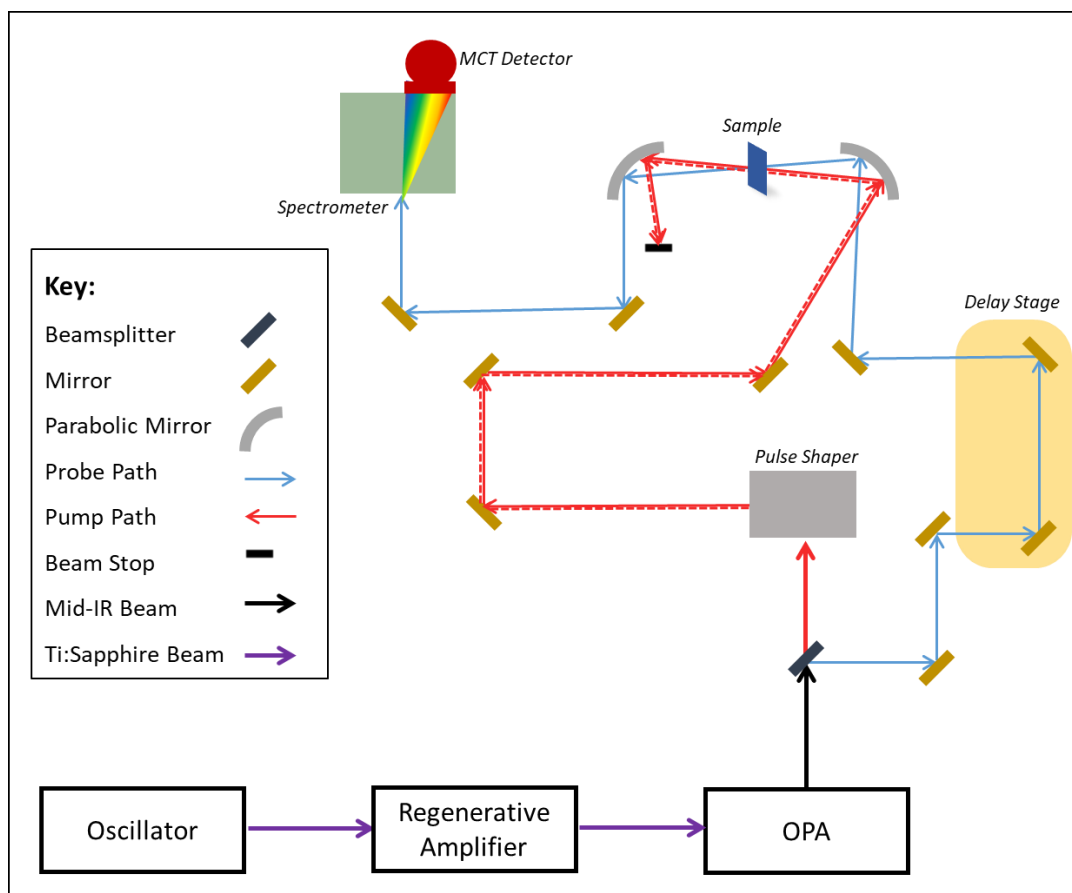 MCT Detector
Sample
Spectrometer
Key:
Beamsplitter
Mirror
Parabolic Mirror
Probe Path
Pump Path
Beam Stop
Mid-IR Beam
Ti:Sapphire Beam
Delay Stage
Pulse Shaper
Oscillator
Regenerative
Amplifier
OPA